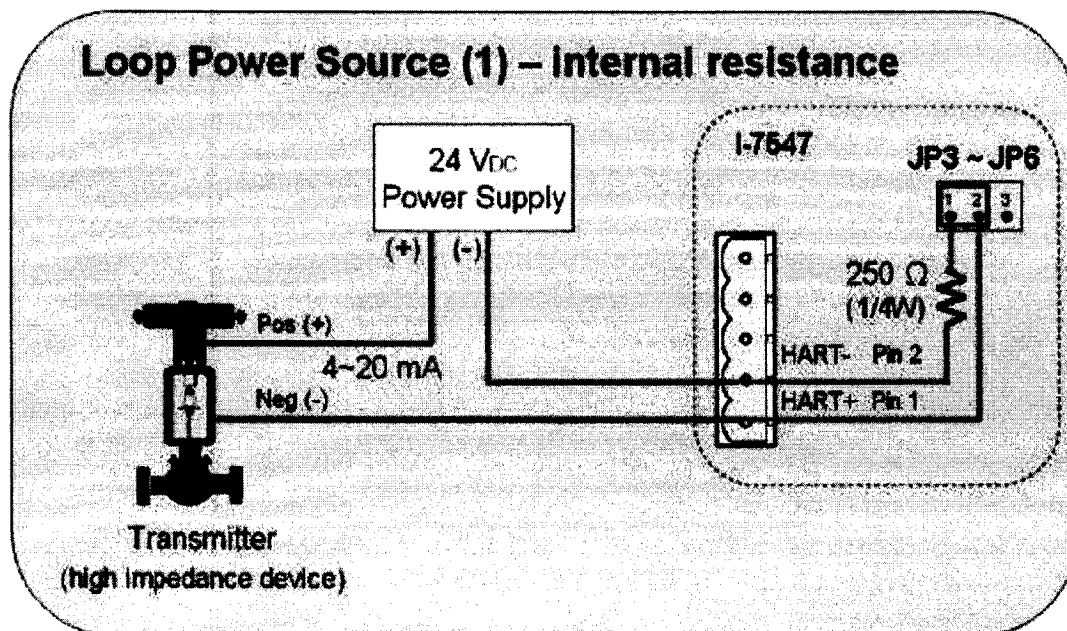 Loop Power Source (1) – Internal resistance
24 VDC
Power Supply
(+) (-)
I-7547
JP3 ~ JP6
1 2 3
250 Ω
(1/4W)
Pos (+)
4~20 mA
HART- Pin 2
Neg (-)
HART+ Pin 1
Transmitter
(high impedance device)